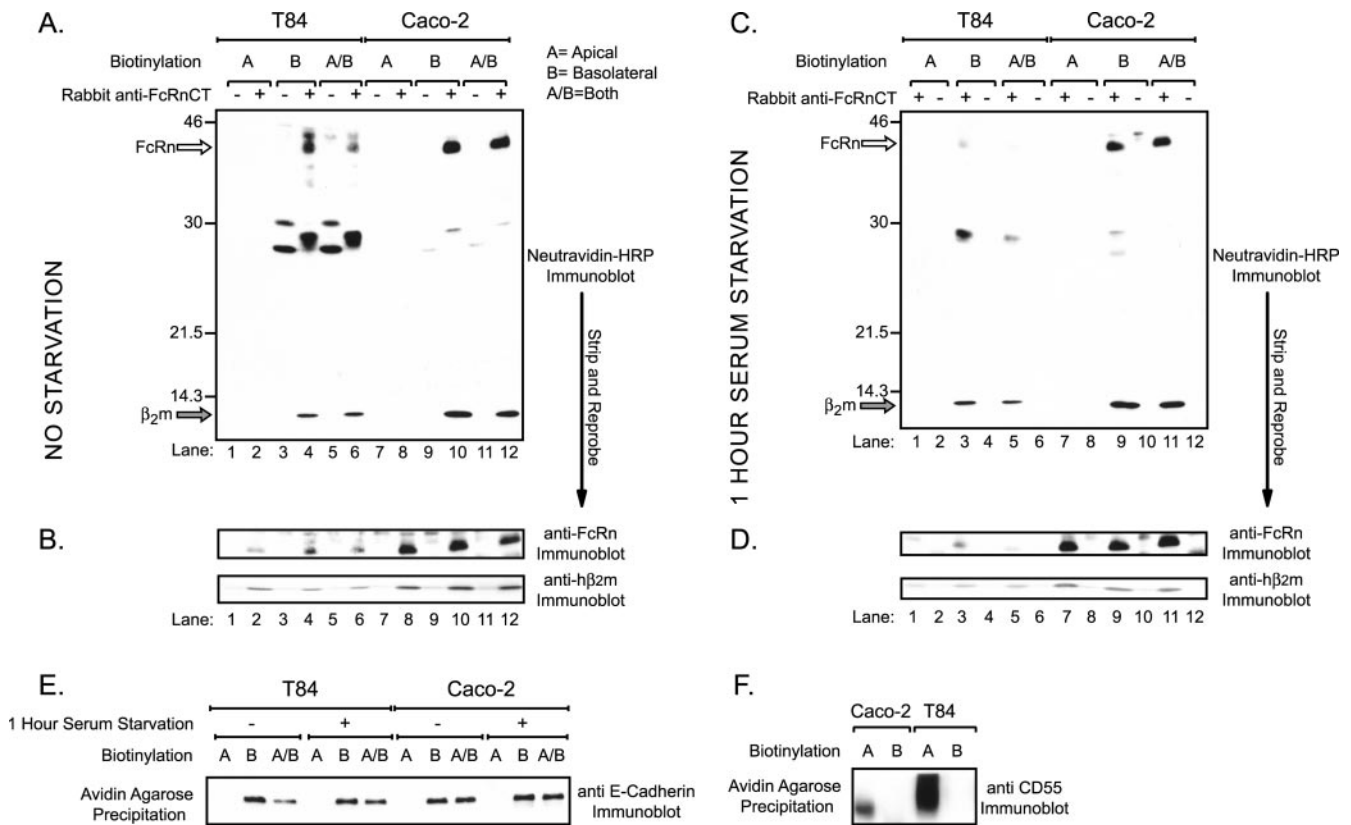 A.
T84 Caco-2
Biotinylation A B A/B A B A/B
A= Apical
B= Basolateral
A/B=Both
Rabbit anti-FcRnCT - + - + - + - + - + - +
46
FcRn
30
21.5
14.3
β2m
Lane: 1 2 3 4 5 6 7 8 9 10 11 12
NO STARVATION
Neutravidin-HRP
Immunoblot
Strip and Reprobe
B.
anti-FcRn
Immunoblot
anti-hβ2m
Immunoblot
Lane: 1 2 3 4 5 6 7 8 9 10 11 12
C.
T84 Caco-2
Biotinylation A B A/B A B A/B
Rabbit anti-FcRnCT + - + - + - + - + - + -
46
FcRn
30
21.5
14.3
β2m
Lane: 1 2 3 4 5 6 7 8 9 10 11 12
1 HOUR SERUM STARVATION
Neutravidin-HRP
Immunoblot
Strip and Reprobe
D.
anti-FcRn
Immunoblot
anti-hβ2m
Immunoblot
Lane: 1 2 3 4 5 6 7 8 9 10 11 12
E.
T84 Caco-2
1 Hour Serum Starvation - + - +
Biotinylation A B A/B A B A/B A B A/B A B A/B
Avidin Agarose
Precipitation
anti E-Cadherin
Immunoblot
F.
Caco-2 T84
Biotinylation A B A B
Avidin Agarose
Precipitation
anti CD55
Immunoblot